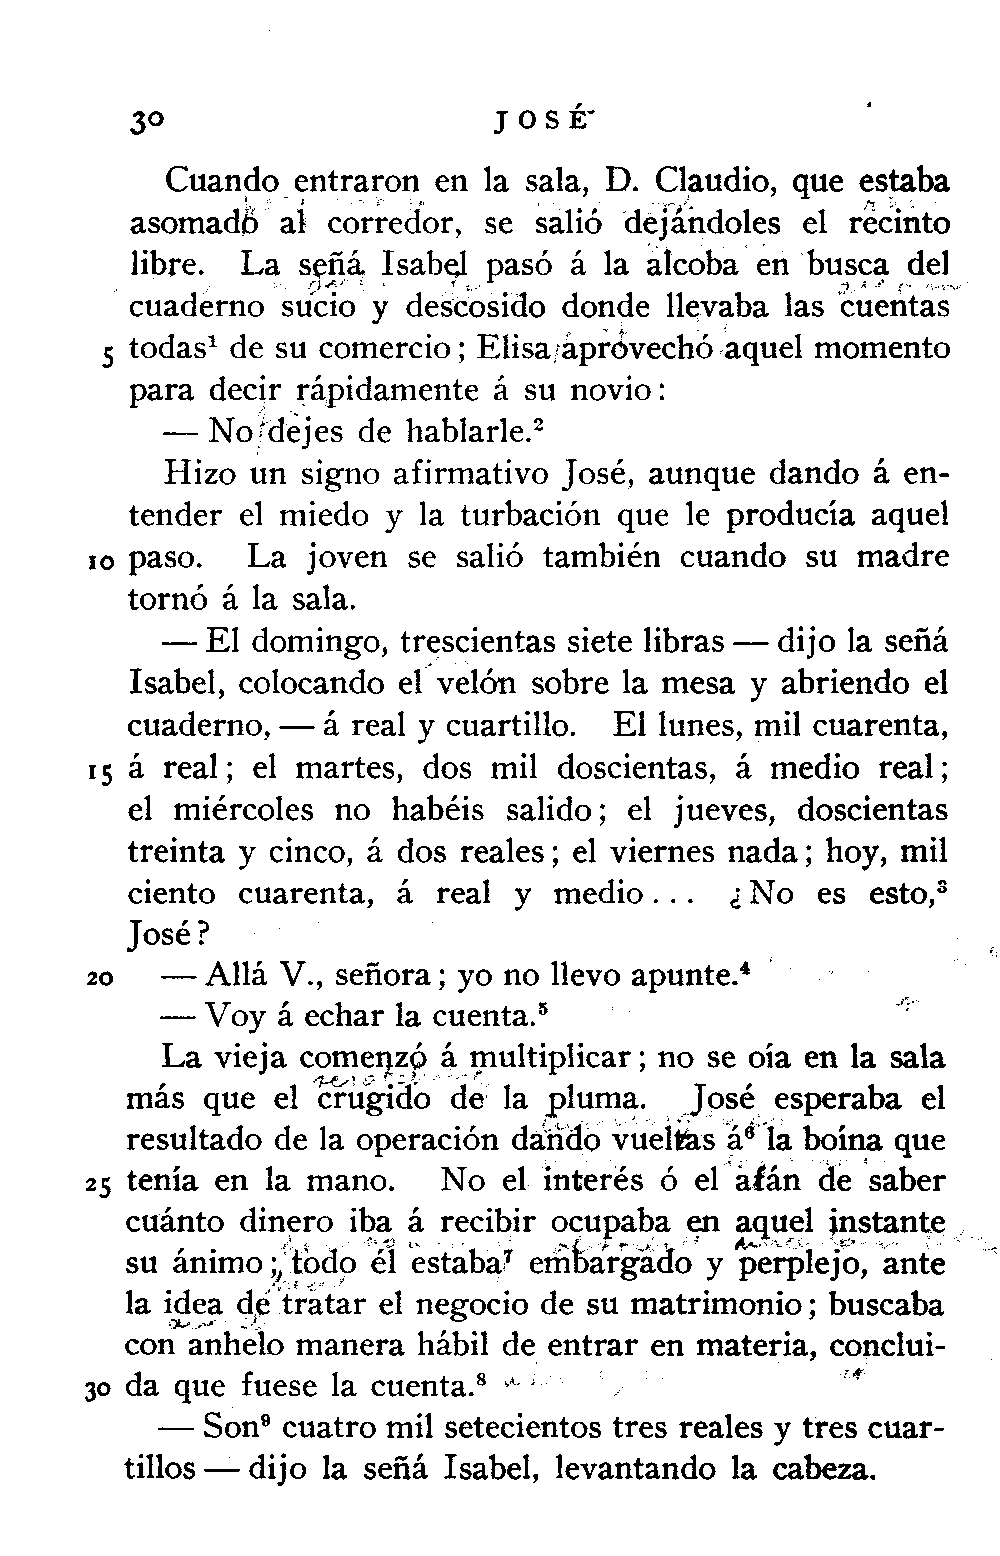 30 JOSÉ
Cuando entraron en la sala, D. Claudio, que estaba
asomado al corredor, se salió dejándoles el recinto
libre. La señá Isabel pasó á la alcoba en busca del
cuaderno sucio y descosido donde llevaba las cuentas
5 todas¹ de su comercio; Elisa aprovechó aquel momento
para decir rápidamente á su novio:
— No dejes de hablarle.²
Hizo un signo afirmativo José, aunque dando á en-
tender el miedo y la turbación que le producía aquel
10 paso. La joven se salió también cuando su madre
tornó á la sala.
— El domingo, trescientas siete libras — dijo la señá
Isabel, colocando el velón sobre la mesa y abriendo el
cuaderno, — á real y cuartillo. El lunes, mil cuarenta,
15 á real; el martes, dos mil doscientas, á medio real;
el miércoles no habéis salido; el jueves, doscientas
treinta y cinco, á dos reales; el viernes nada; hoy, mil
ciento cuarenta, á real y medio... ¿No es esto,³
José?
20 — Allá V., señora; yo no llevo apunte.⁴
— Voy á echar la cuenta.⁵
La vieja comenzó á multiplicar; no se oía en la sala
más que el crugido de la pluma. José esperaba el
resultado de la operación dando vueltas á⁶ la boína que
25 tenía en la mano. No el interés ó el afán de saber
cuánto dinero iba á recibir ocupaba en aquel instante
su ánimo; todo él estaba⁷ embargado y perplejo, ante
la idea de tratar el negocio de su matrimonio; buscaba
con anhelo manera hábil de entrar en materia, conclui-
30 da que fuese la cuenta.⁸
— Son⁹ cuatro mil setecientos tres reales y tres cuar-
tillos — dijo la señá Isabel, levantando la cabeza.